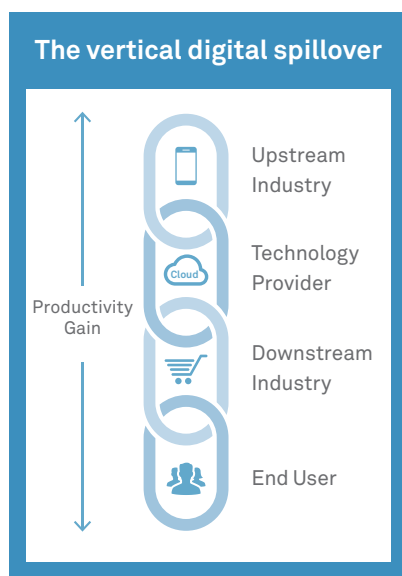 The vertical digital spillover
Upstream
Industry
Cloud
Technology
Provider
Productivity
Gain
Downstream
Industry
End User